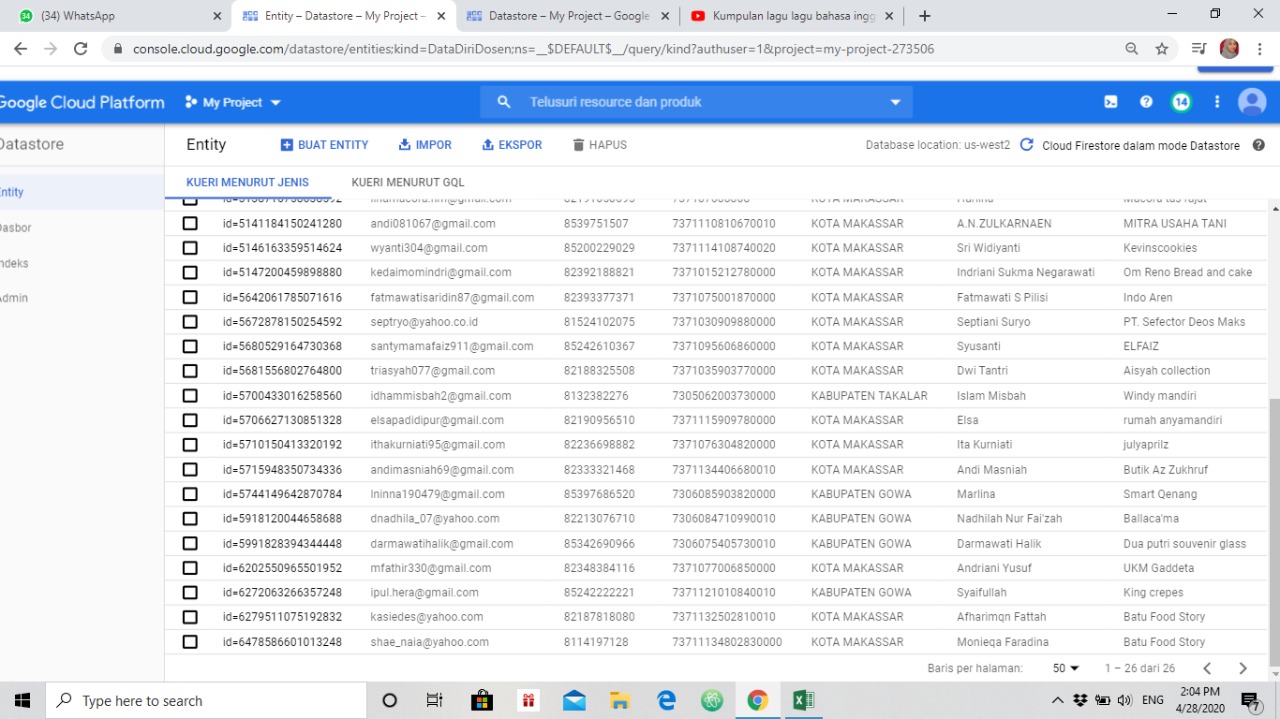 (34) WhatsApp
Entity – Datastore – My Project –
Datastore – My Project – Google
Kumpulan lagu lagu bahasa ingg
console.cloud.google.com/datastore/entities;kind=DataDiriDosen;ns=__$DEFAULT$__/query/kind?authuser=1&project=my-project-273506
Google Cloud Platform My Project Telusuri resource dan produk 14
Datastore
Entity BUAT ENTITY IMPOR EKSPOR HAPUS Database location: us-west2 Cloud Firestore dalam mode Datastore
Entity
Dasbor
Indeks
Admin
KUERI MENURUT JENIS KUERI MENURUT GQL
id=5141184150241280 andi081067@gmail.com 8539751507 7371110810670010 KOTA MAKASSAR A.N.ZULKARNAEN MITRA USAHA TANI
id=5146163359514624 wyanti304@gmail.com 85200229029 7371114108740020 KOTA MAKASSAR Sri Widiyanti Kevinscookies
id=5147200459898880 kedaimomindri@gmail.com 82392188821 7371015212780000 KOTA MAKASSAR Indriani Sukma Negarawati Om Reno Bread and cake
id=5642061785071616 fatmawatisaridin87@gmail.com 82393377371 7371075001870000 KOTA MAKASSAR Fatmawati S Pilisi Indo Aren
id=5672878150254592 septryo@yahoo.co.id 81524102075 7371030909880000 KOTA MAKASSAR Septiani Suryo PT. Sefector Deos Maks
id=5680529164730368 santymamafaiz911@gmail.com 85242610367 7371095606860000 KOTA MAKASSAR Syusanti ELFAIZ
id=5681556802764800 triasyah077@gmail.com 82188325508 7371035903770000 KOTA MAKASSAR Dwi Tantri Aisyah collection
id=5700433016258560 idhammisbah2@gmail.com 8132382276 7305062003730000 KABUPATEN TAKALAR Islam Misbah Windy mandiri
id=5706627130851328 elsapadidipur@gmail.com 82190956510 7371115909780000 KOTA MAKASSAR Elsa rumah anyamandiri
id=5710150413320192 ithakurniati95@gmail.com 82236698882 7371076304820000 KOTA MAKASSAR Ita Kurniati julyaprilz
id=5715948350734336 andimasniah69@gmail.com 82333321468 7371134406680010 KOTA MAKASSAR Andi Masniah Butik Az Zukhruf
id=5744149642870784 lninna190479@gmail.com 85397686520 7306085903820000 KABUPATEN GOWA Marlina Smart Qenang
id=5918120044658688 dnadhila_07@yahoo.com 82213076710 7306084710990010 KABUPATEN GOWA Nadhilah Nur Fai'zah Ballaca'ma
id=5991828394344448 darmawatihalik@gmail.com 85342690966 7306075405730010 KABUPATEN GOWA Darmawati Halik Dua putri souvenir glass
id=6202550965501952 mfathir330@gmail.com 82348384116 7371077006850000 KOTA MAKASSAR Andriani Yusuf UKM Gaddeta
id=6272063266357248 ipul.hera@gmail.com 85242222221 7371121010840010 KABUPATEN GOWA Syaifullah King crepes
id=6279511075192832 kasiedes@yahoo.com 82187818080 7371132502810010 KOTA MAKASSAR Afharimqn Fattah Batu Food Story
id=6478586601013248 shae_naia@yahoo.com 8114197128 73711134802830000 KOTA MAKASSAR Monieqa Faradina Batu Food Story
Baris per halaman: 50 1 – 26 dari 26
Type here to search ENG 2:04 PM
4/28/2020 7